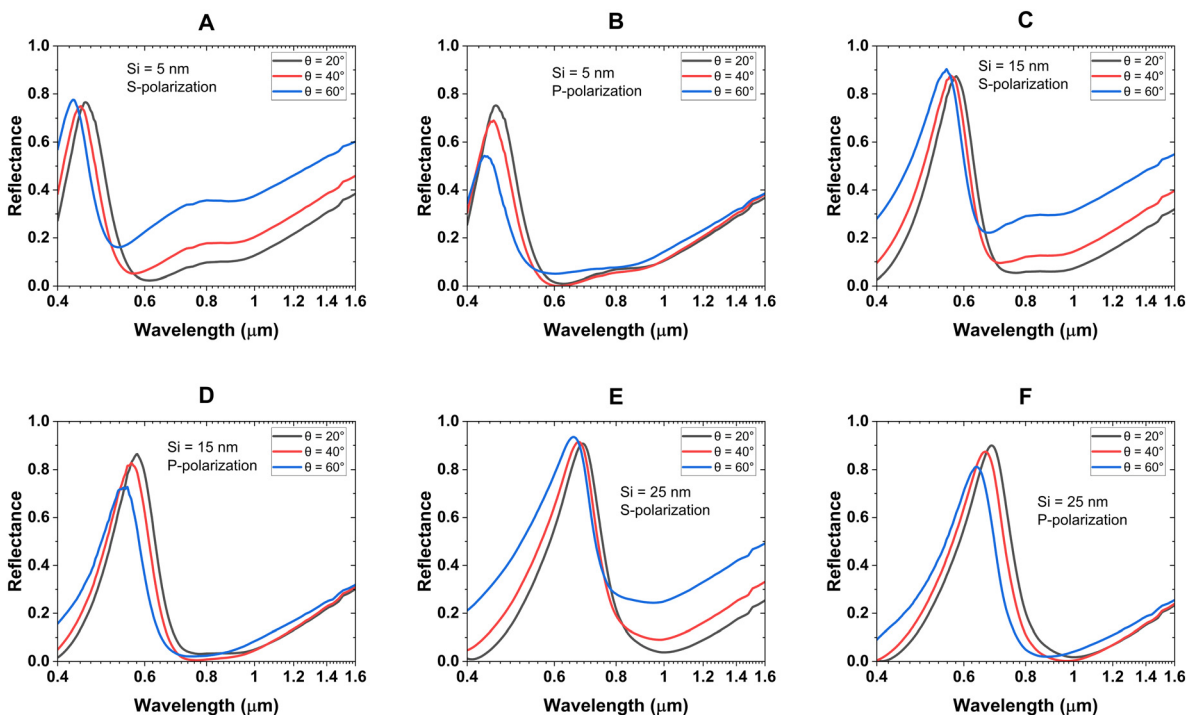 A
Si = 5 nm
S-polarization
θ = 20°
θ = 40°
θ = 60°
Reflectance
1.0
0.8
0.6
0.4
0.2
0.0
0.4 0.6 0.8 1 1.2 1.4 1.6
Wavelength (μm)
B
Si = 5 nm
P-polarization
θ = 20°
θ = 40°
θ = 60°
Reflectance
1.0
0.8
0.6
0.4
0.2
0.0
0.4 0.6 0.8 1 1.2 1.4 1.6
Wavelength (μm)
C
Si = 15 nm
S-polarization
θ = 20°
θ = 40°
θ = 60°
Reflectance
1.0
0.8
0.6
0.4
0.2
0.0
0.4 0.6 0.8 1 1.2 1.4 1.6
Wavelength (μm)
D
Si = 15 nm
P-polarization
θ = 20°
θ = 40°
θ = 60°
Reflectance
1.0
0.8
0.6
0.4
0.2
0.0
0.4 0.6 0.8 1 1.2 1.4 1.6
Wavelength (μm)
E
Si = 25 nm
S-polarization
θ = 20°
θ = 40°
θ = 60°
Reflectance
1.0
0.8
0.6
0.4
0.2
0.0
0.4 0.6 0.8 1 1.2 1.4 1.6
Wavelength (μm)
F
Si = 25 nm
P-polarization
θ = 20°
θ = 40°
θ = 60°
Reflectance
1.0
0.8
0.6
0.4
0.2
0.0
0.4 0.6 0.8 1 1.2 1.4 1.6
Wavelength (μm)